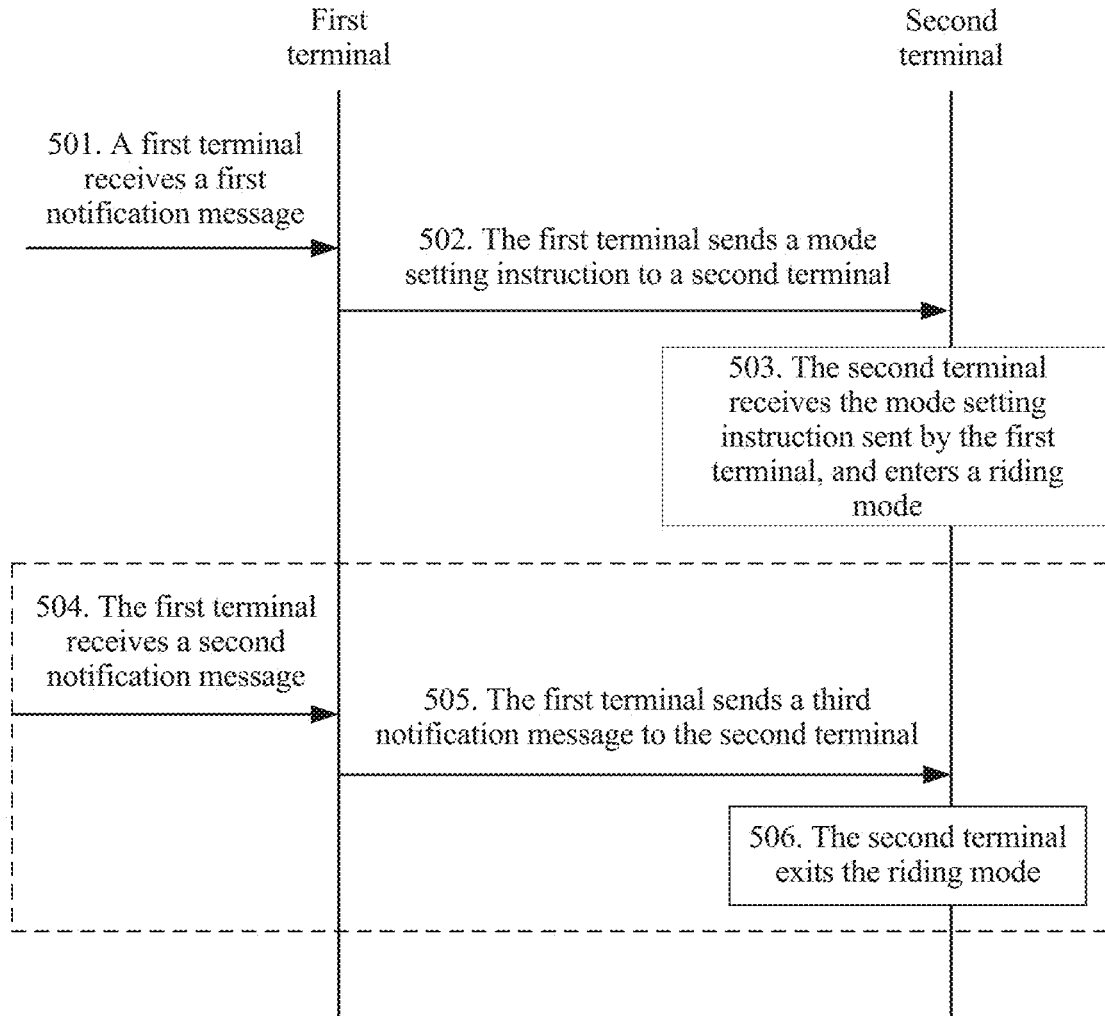 First
terminal
Second
terminal
501. A first terminal
receives a first
notification message
502. The first terminal sends a mode
setting instruction to a second terminal
503. The second terminal
receives the mode setting
instruction sent by the first
terminal, and enters a riding
mode
504. The first terminal
receives a second
notification message
505. The first terminal sends a third
notification message to the second terminal
506. The second terminal
exits the riding mode